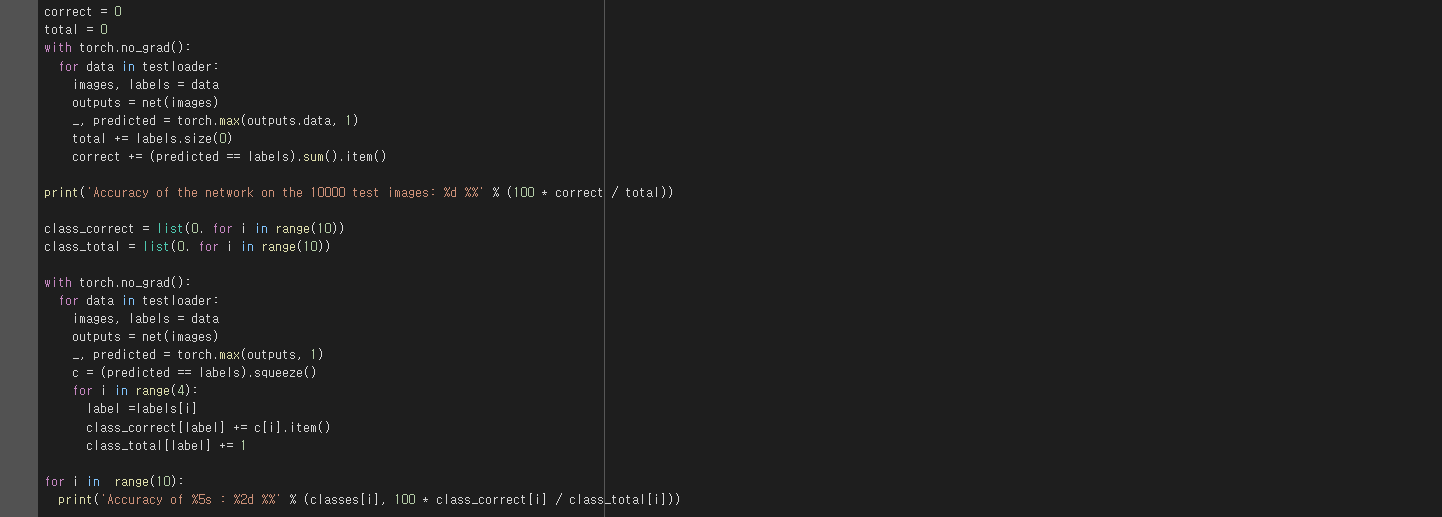 correct = 0
total = 0
with torch.no_grad():
  for data in testloader:
    images, labels = data
    outputs = net(images)
    _, predicted = torch.max(outputs.data, 1)
    total += labels.size(0)
    correct += (predicted == labels).sum().item()

print('Accuracy of the network on the 10000 test images: %d %%' % (100 * correct / total))

class_correct = list(0. for i in range(10))
class_total = list(0. for i in range(10))

with torch.no_grad():
  for data in testloader:
    images, labels = data
    outputs = net(images)
    _, predicted = torch.max(outputs, 1)
    c = (predicted == labels).squeeze()
    for i in range(4):
      label =labels[i]
      class_correct[label] += c[i].item()
      class_total[label] += 1

for i in  range(10):
  print('Accuracy of %5s : %2d %%' % (classes[i], 100 * class_correct[i] / class_total[i]))